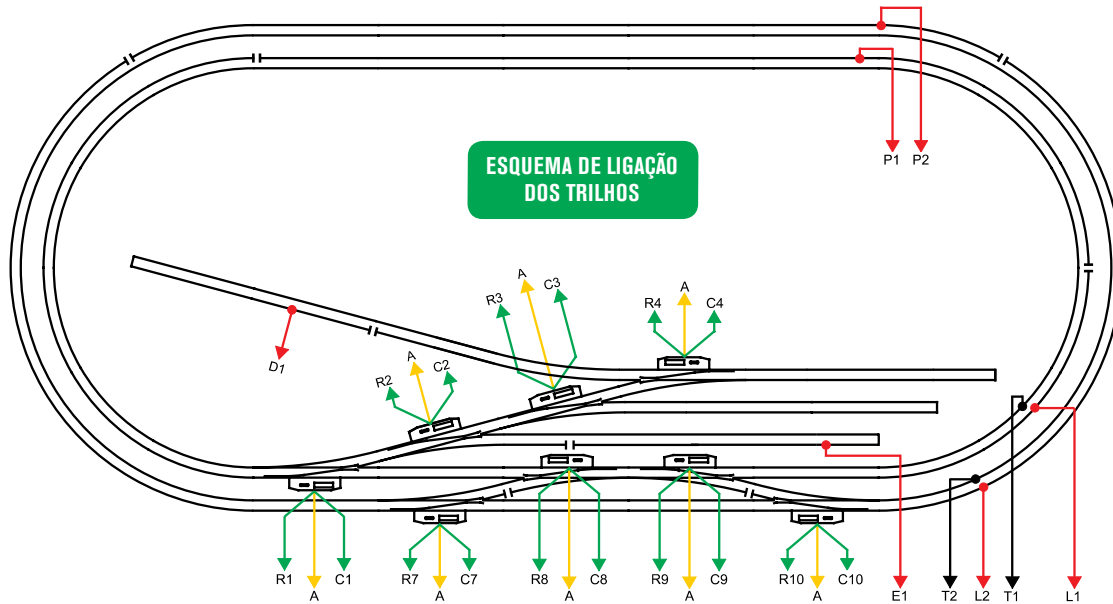 P1
P2
ESQUEMA DE LIGAÇÃO
DOS TRILHOS
A
R3
C3
A
R4
C4
D1
A
R2
C2
R1
C1
R7
C7
R8
C8
R9
C9
R10
C10
A
A
A
A
A
E1
T2
L2
T1
L1